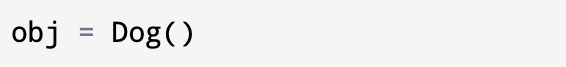 obj = Dog()